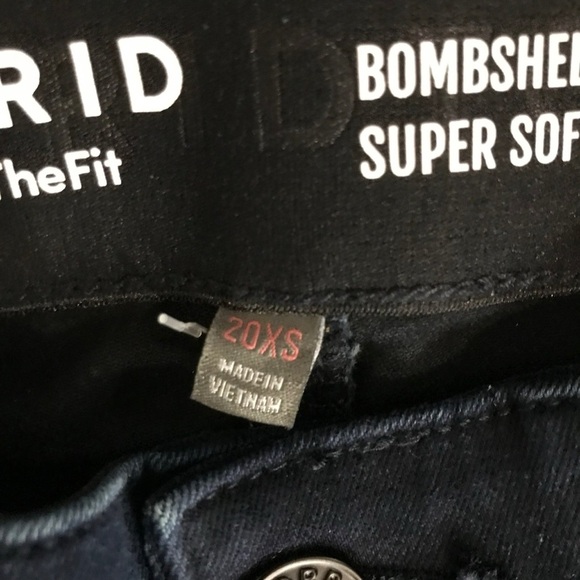 RID
TheFit
BOMBSHEL
SUPER SOF
20XS
MADE IN
VIETNAM